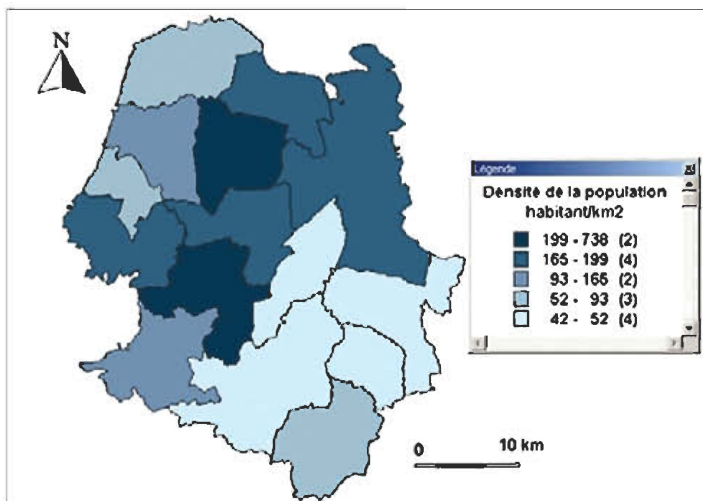 N
Légende
Densité de la population
habitant/km2
199 - 738 (2)
165 - 199 (4)
93 - 165 (2)
52 - 93 (3)
42 - 52 (4)
0 10 km